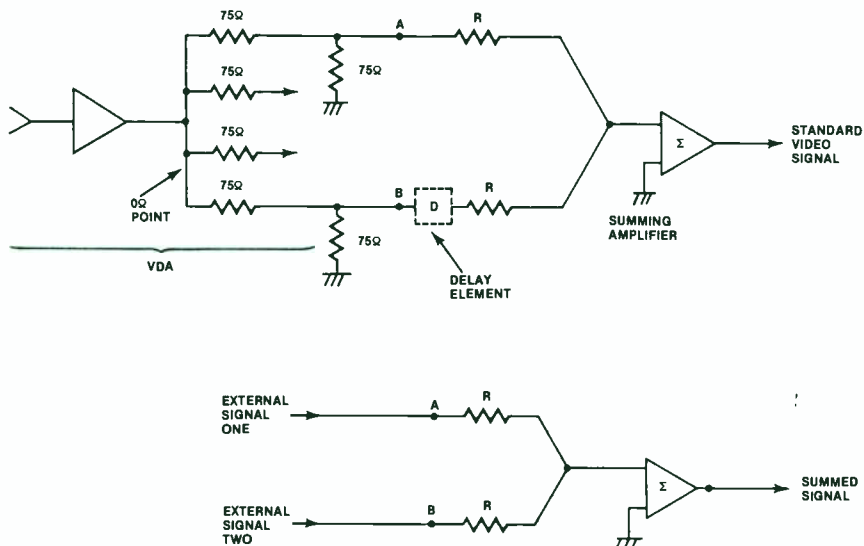 75Ω
A
R
75Ω
75Ω
75Ω
Σ
STANDARD
VIDEO
SIGNAL
75Ω
B
D
R
0Ω
POINT
SUMMING
AMPLIFIER
75Ω
VDA
DELAY
ELEMENT
EXTERNAL
SIGNAL
ONE
A
R
Σ
SUMMED
SIGNAL
EXTERNAL
SIGNAL
TWO
B
R